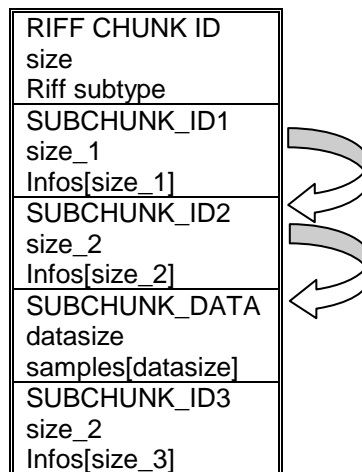 RIFF CHUNK ID
size
Riff subtype
SUBCHUNK_ID1
size_1
Infos[size_1]
SUBCHUNK_ID2
size_2
Infos[size_2]
SUBCHUNK_DATA
datasize
samples[datasize]
SUBCHUNK_ID3
size_2
Infos[size_3]